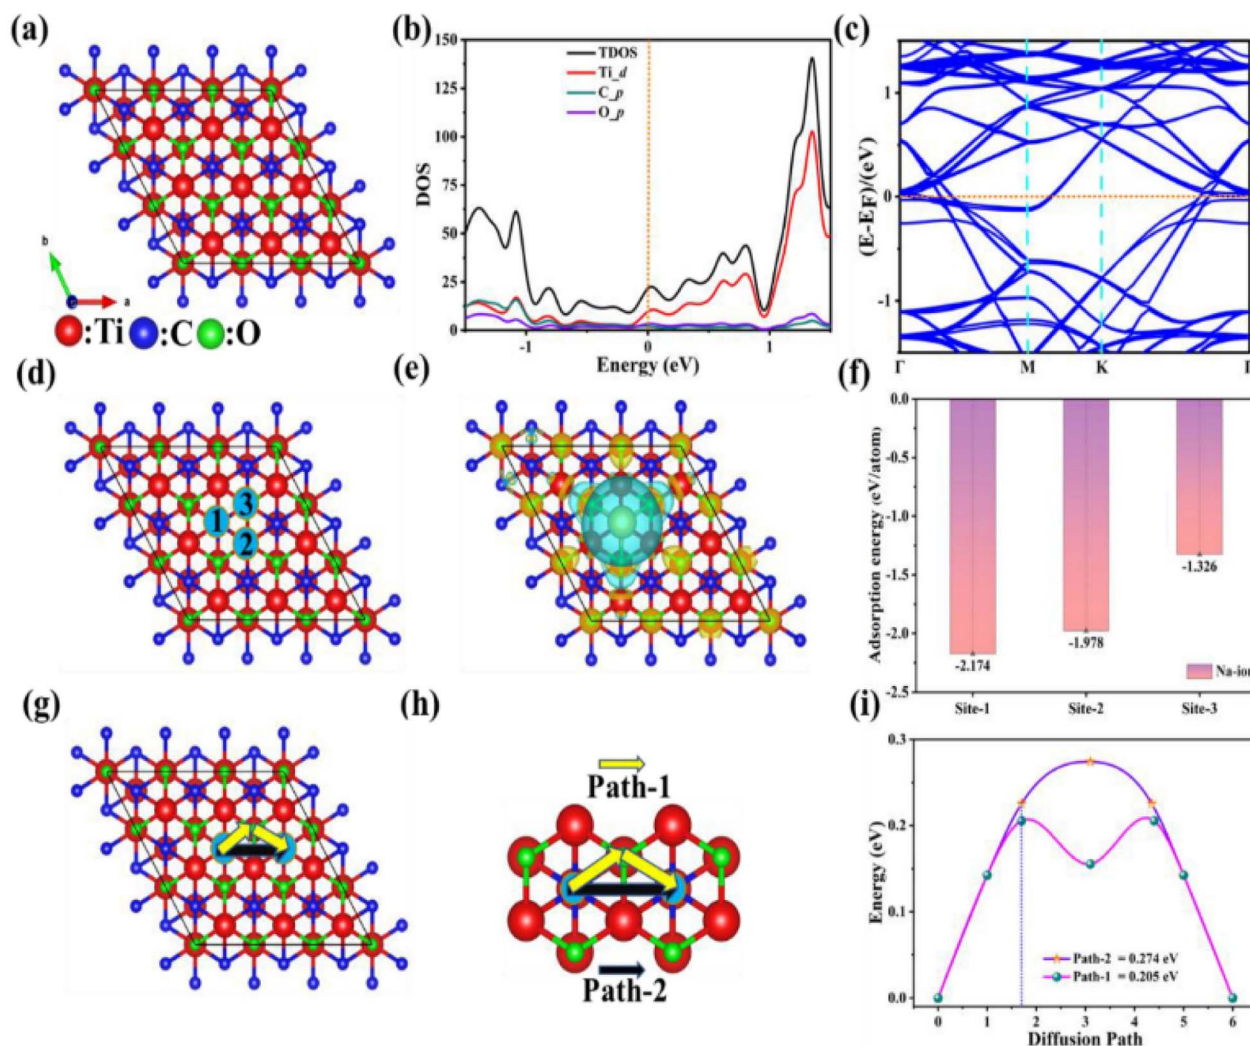 (a)
b
a
:Ti :C :O
(b)
150
125
100
75
50
25
0
DOS
TDOS
Ti_d
C_p
O_p
-1 0 1
Energy (eV)
(c)
1
0
-1
(E-EF)/(eV)
Γ M K Γ
(d)
1
2
3
(e)
(f)
0.0
-0.5
-1.0
-1.5
-2.0
-2.5
Adsorption energy (eV/atom)
-2.174
-1.978
-1.326
Na-ion
Site-1 Site-2 Site-3
(g)
(h)
Path-1
Path-2
(i)
0.3
0.2
0.1
0.0
Energy (eV)
Path-2 = 0.274 eV
Path-1 = 0.205 eV
0 1 2 3 4 5 6
Diffusion Path